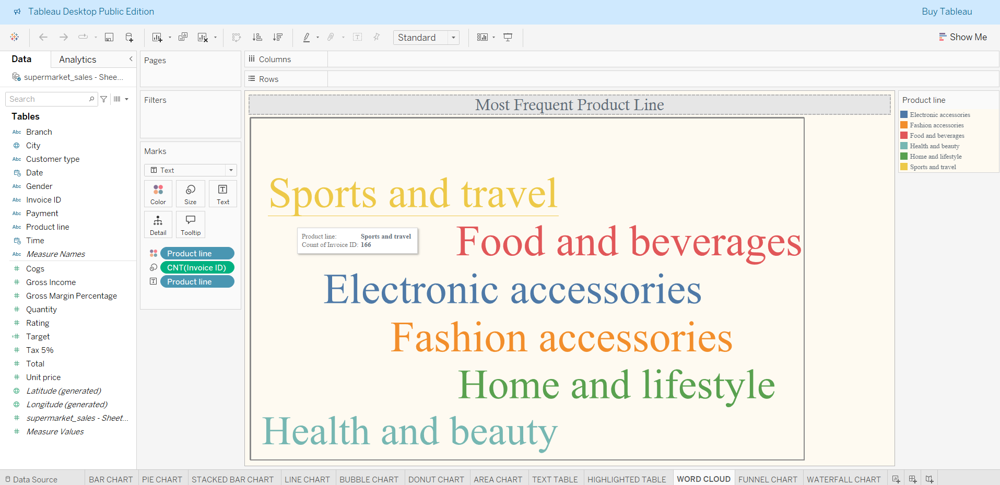 Tableau Desktop Public Edition
Buy Tableau
Standard
Show Me
Data
Analytics
supermarket_sales - Shee...
Search
Tables
Abc Branch
City
Abc Customer type
Date
Abc Gender
Abc Invoice ID
Abc Payment
Abc Product line
Time
Abc Measure Names
# Cogs
# Gross Income
# Gross Margin Percentage
# Quantity
# Rating
=# Target
# Tax 5%
# Total
# Unit price
Latitude (generated)
Longitude (generated)
# supermarket_sales - Sheet...
# Measure Values
Pages
Filters
Marks
T Text
Color
Size
T
Text
Detail
Tooltip
Product line
CNT(Invoice ID)
T Product line
Columns
Rows
Most Frequent Product Line
Sports and travel
Product line: Sports and travel
Count of Invoice ID: 166
Food and beverages
Electronic accessories
Fashion accessories
Home and lifestyle
Health and beauty
Product line
Electronic accessories
Fashion accessories
Food and beverages
Health and beauty
Home and lifestyle
Sports and travel
Data Source
BAR CHART
PIE CHART
STACKED BAR CHART
LINE CHART
BUBBLE CHART
DONUT CHART
AREA CHART
TEXT TABLE
HIGHLIGHTED TABLE
WORD CLOUD
FUNNEL CHART
WATERFALL CHART